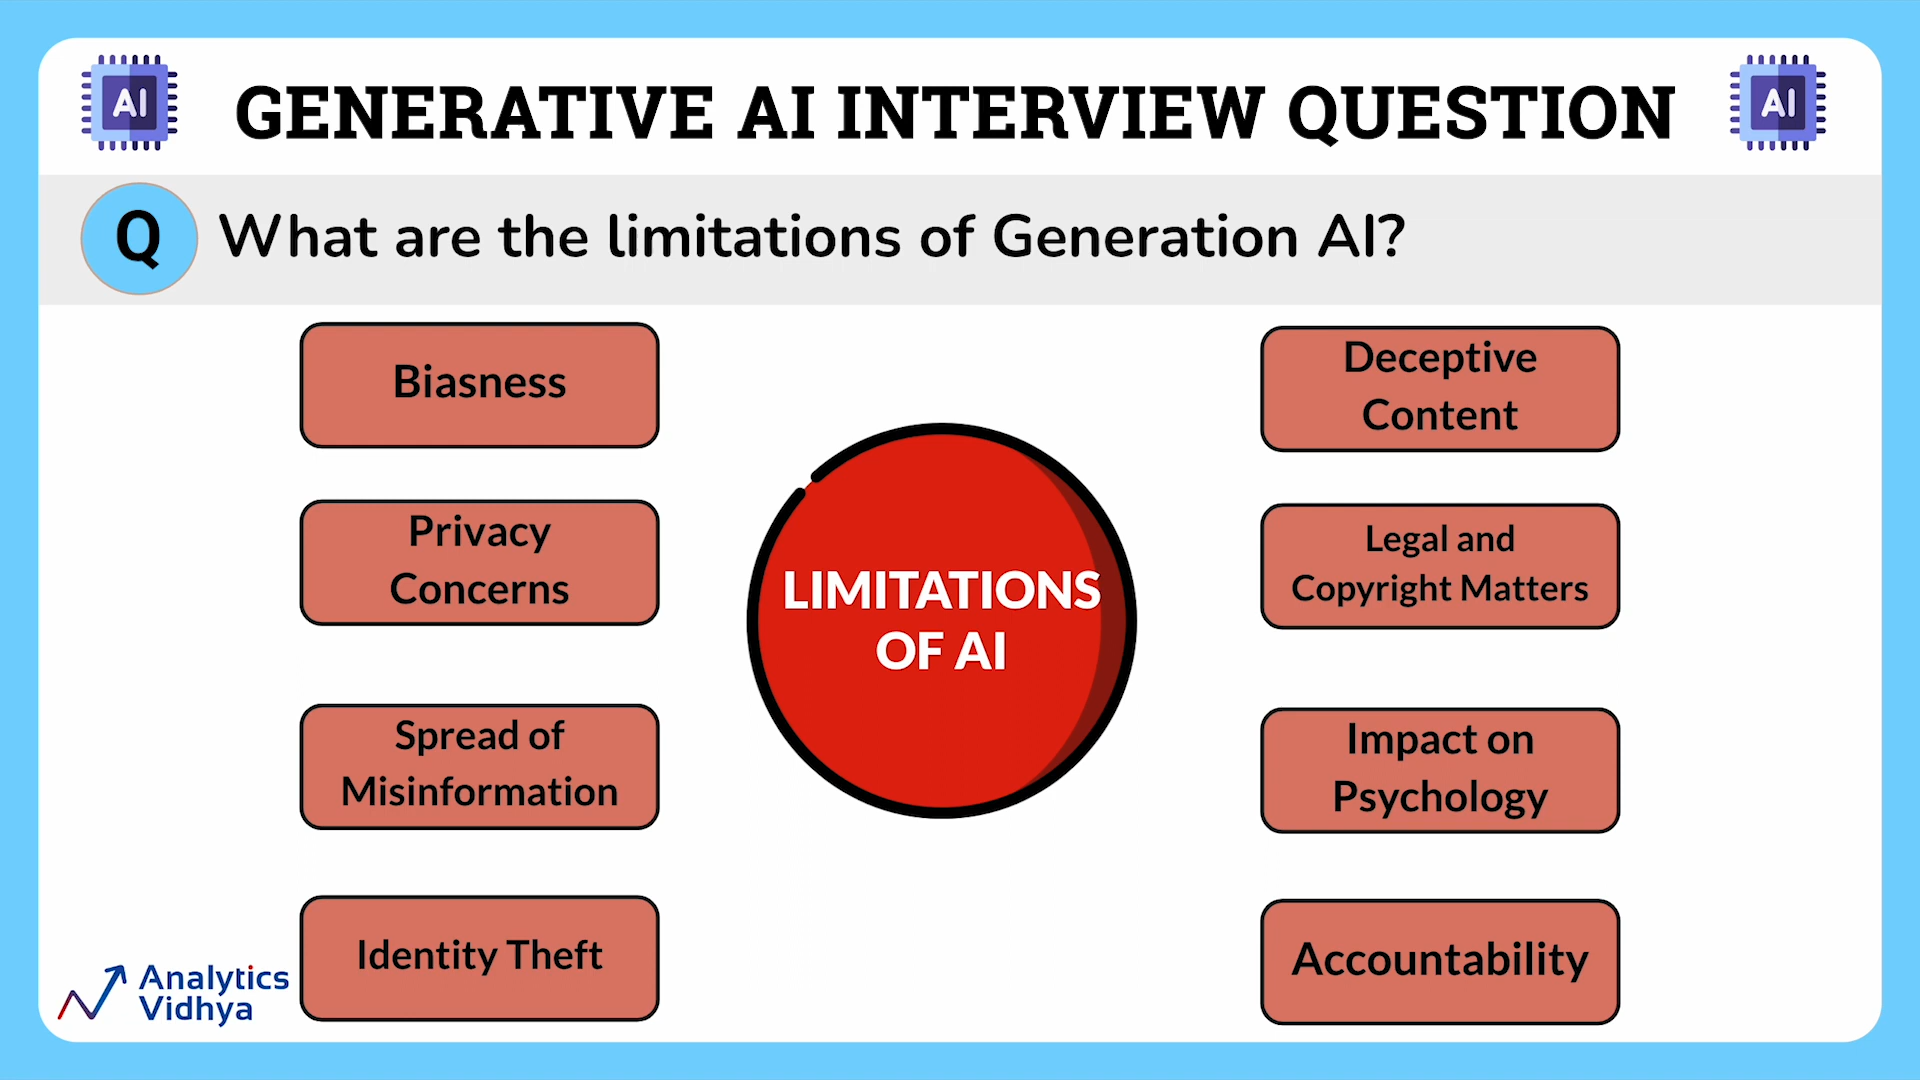 AI
GENERATIVE AI INTERVIEW QUESTION
AI
Q
What are the limitations of Generation AI?
Biasness
Privacy
Concerns
Spread of
Misinformation
Identity Theft
LIMITATIONS
OF AI
Deceptive
Content
Legal and
Copyright Matters
Impact on
Psychology
Accountability
Analytics
Vidhya